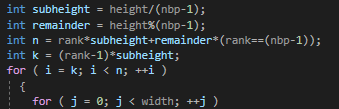 int subheight = height/(nbp-1);
int remainder = height%(nbp-1);
int n = rank*subheight+remainder*(rank==(nbp-1));
int k = (rank-1)*subheight;
for ( i = k; i < n; ++i )
{
for ( j = 0; j < width; ++j )